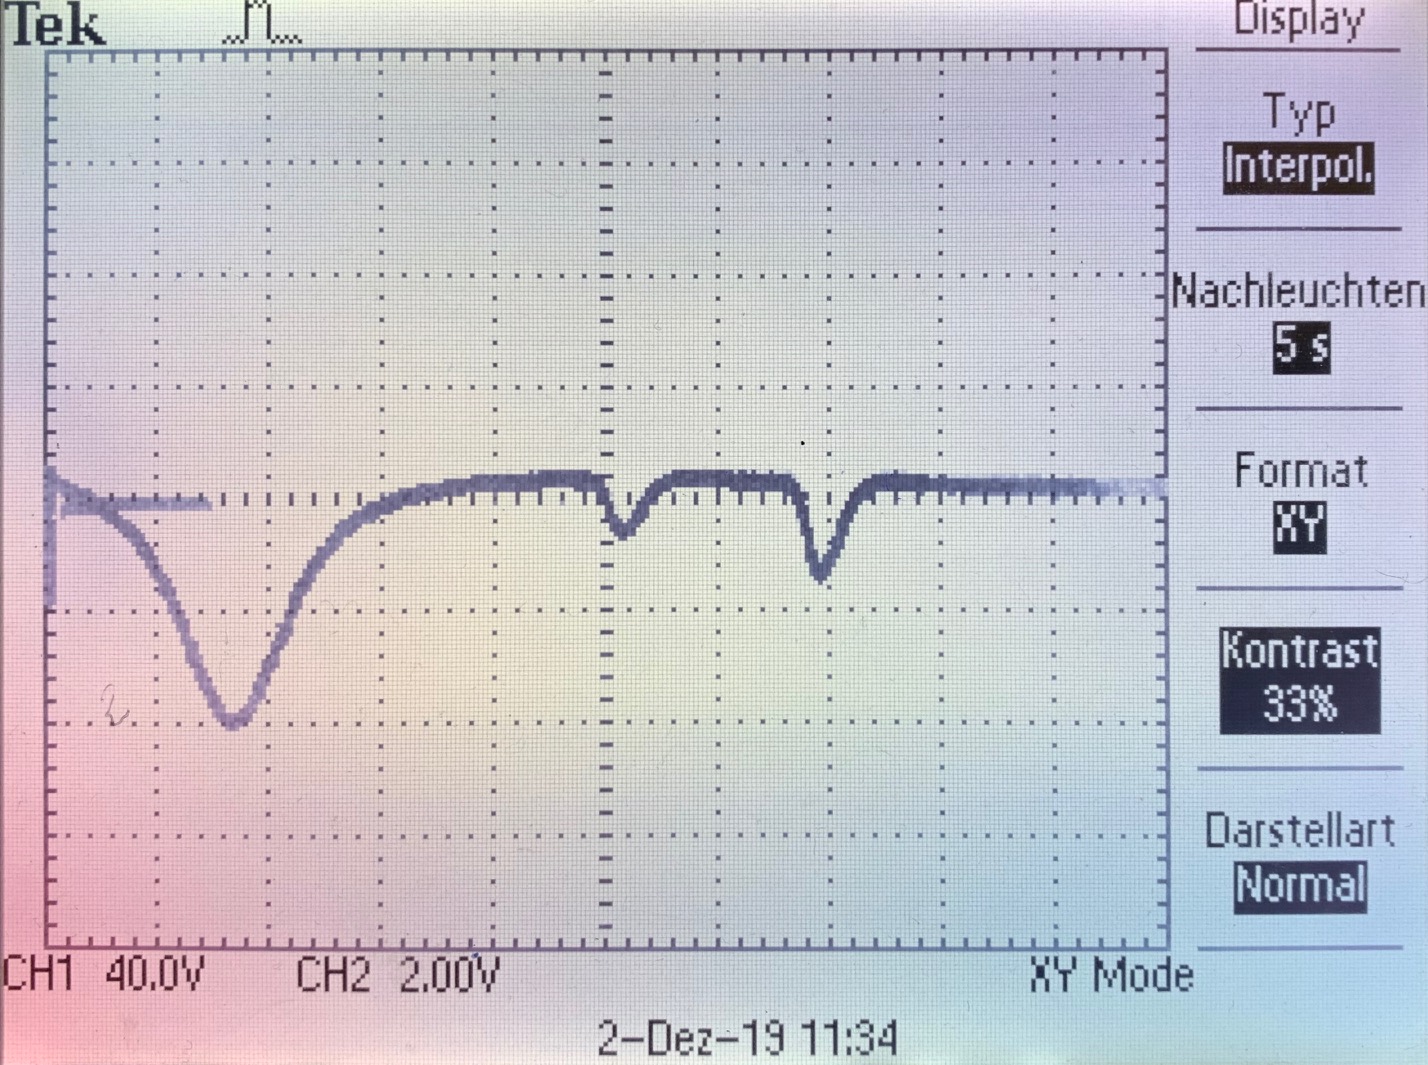 Tek
Display
Typ
Interpol.
Nachleuchten
5 s
Format
XY
Kontrast
33%
Darstellart
Normal
CH1 40.0V CH2 2.00V XY Mode
2-Dez-19 11:34